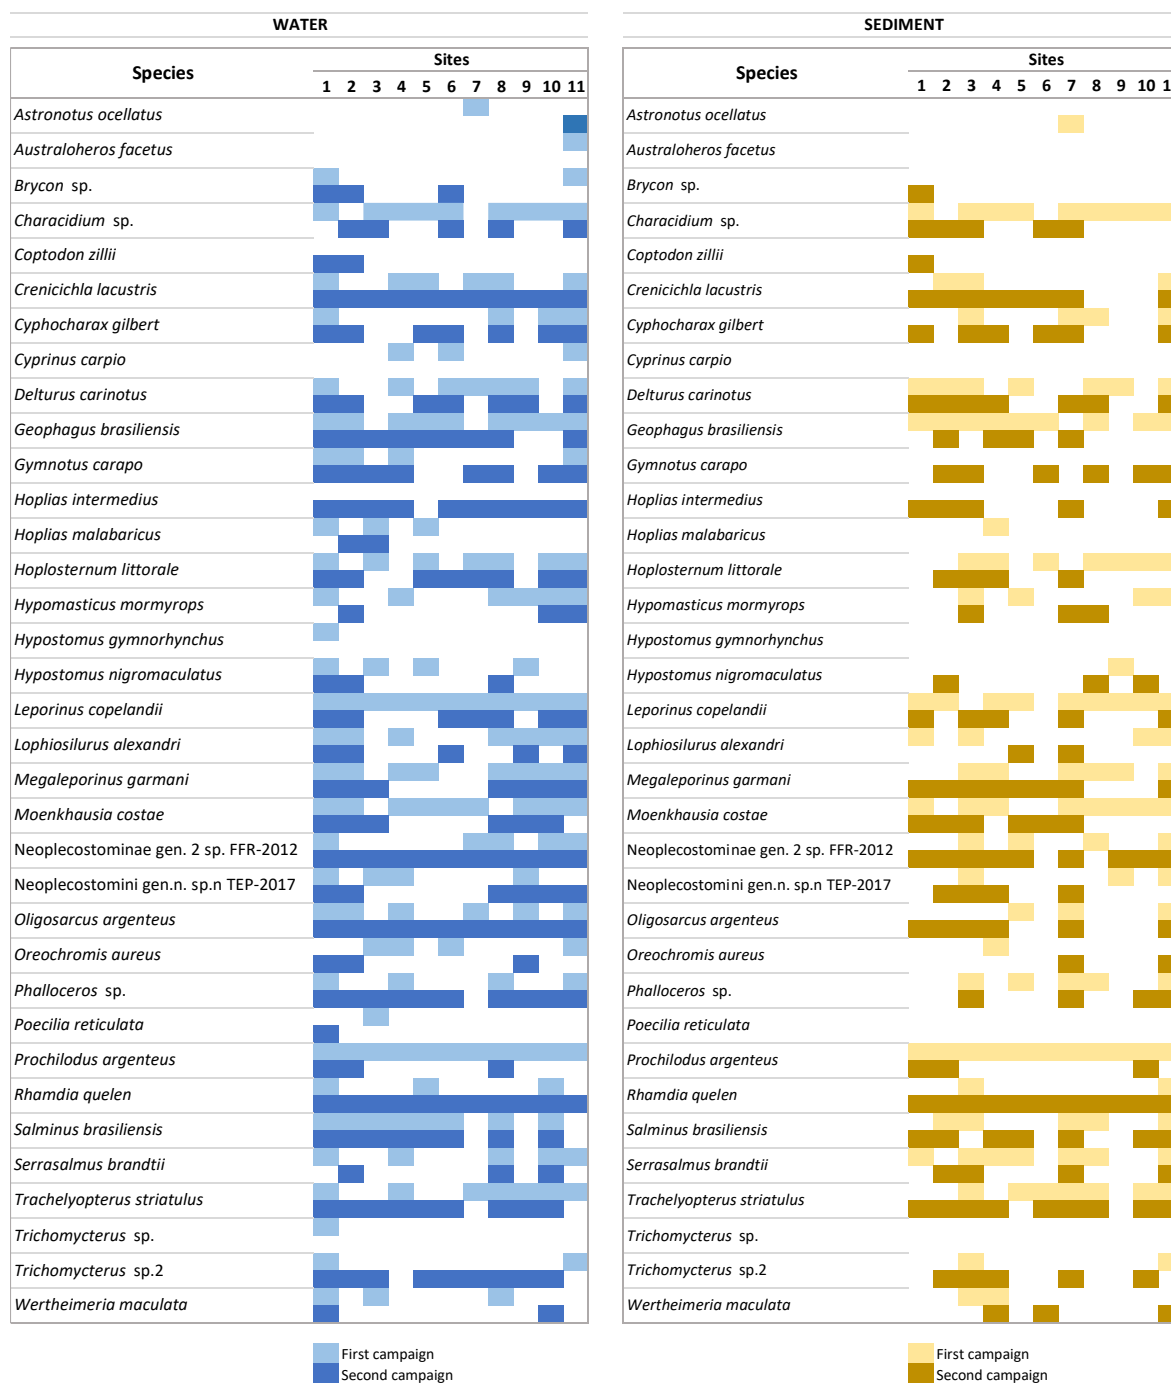 WATER
Species
Sites
1 2 3 4 5 6 7 8 9 10 11
Astronotus ocellatus
Australoheros facetus
Brycon sp.
Characidium sp.
Coptodon zillii
Crenicichla lacustris
Cyphocharax gilbert
Cyprinus carpio
Delturus carinotus
Geophagus brasiliensis
Gymnotus carapo
Hoplias intermedius
Hoplias malabaricus
Hoplosternum littorale
Hypomasticus mormyrops
Hypostomus gymnorhynchus
Hypostomus nigromaculatus
Leporinus copelandii
Lophiosilurus alexandri
Megaleporinus garmani
Moenkhausia costae
Neoplecostominae gen. 2 sp. FFR-2012
Neoplecostomini gen.n. sp.n TEP-2017
Oligosarcus argenteus
Oreochromis aureus
Phalloceros sp.
Poecilia reticulata
Prochilodus argenteus
Rhamdia quelen
Salminus brasiliensis
Serrasalmus brandtii
Trachelyopterus striatulus
Trichomycterus sp.
Trichomycterus sp.2
Wertheimeria maculata
First campaign
Second campaign
SEDIMENT
Species
Sites
1 2 3 4 5 6 7 8 9 10 1
Astronotus ocellatus
Australoheros facetus
Brycon sp.
Characidium sp.
Coptodon zillii
Crenicichla lacustris
Cyphocharax gilbert
Cyprinus carpio
Delturus carinotus
Geophagus brasiliensis
Gymnotus carapo
Hoplias intermedius
Hoplias malabaricus
Hoplosternum littorale
Hypomasticus mormyrops
Hypostomus gymnorhynchus
Hypostomus nigromaculatus
Leporinus copelandii
Lophiosilurus alexandri
Megaleporinus garmani
Moenkhausia costae
Neoplecostominae gen. 2 sp. FFR-2012
Neoplecostomini gen.n. sp.n TEP-2017
Oligosarcus argenteus
Oreochromis aureus
Phalloceros sp.
Poecilia reticulata
Prochilodus argenteus
Rhamdia quelen
Salminus brasiliensis
Serrasalmus brandtii
Trachelyopterus striatulus
Trichomycterus sp.
Trichomycterus sp.2
Wertheimeria maculata
First campaign
Second campaign